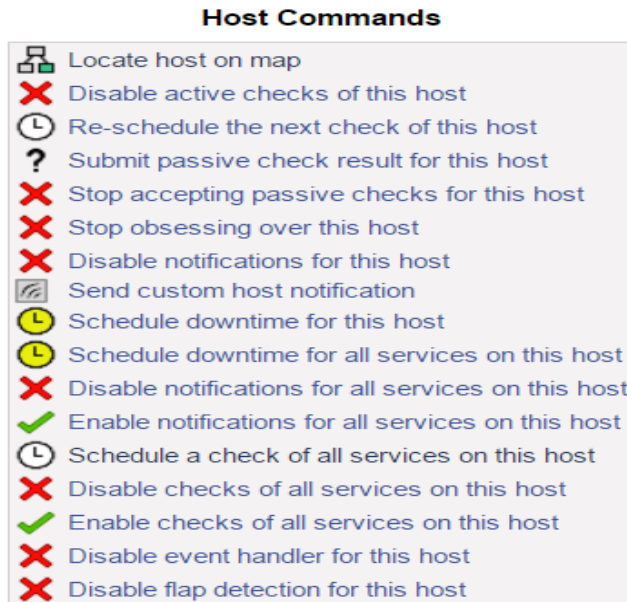 Host Commands
Locate host on map
Disable active checks of this host
Re-schedule the next check of this host
? Submit passive check result for this host
Stop accepting passive checks for this host
Stop obsessing over this host
Disable notifications for this host
Send custom host notification
Schedule downtime for this host
Schedule downtime for all services on this host
Disable notifications for all services on this host
Enable notifications for all services on this host
Schedule a check of all services on this host
Disable checks of all services on this host
Enable checks of all services on this host
Disable event handler for this host
Disable flap detection for this host